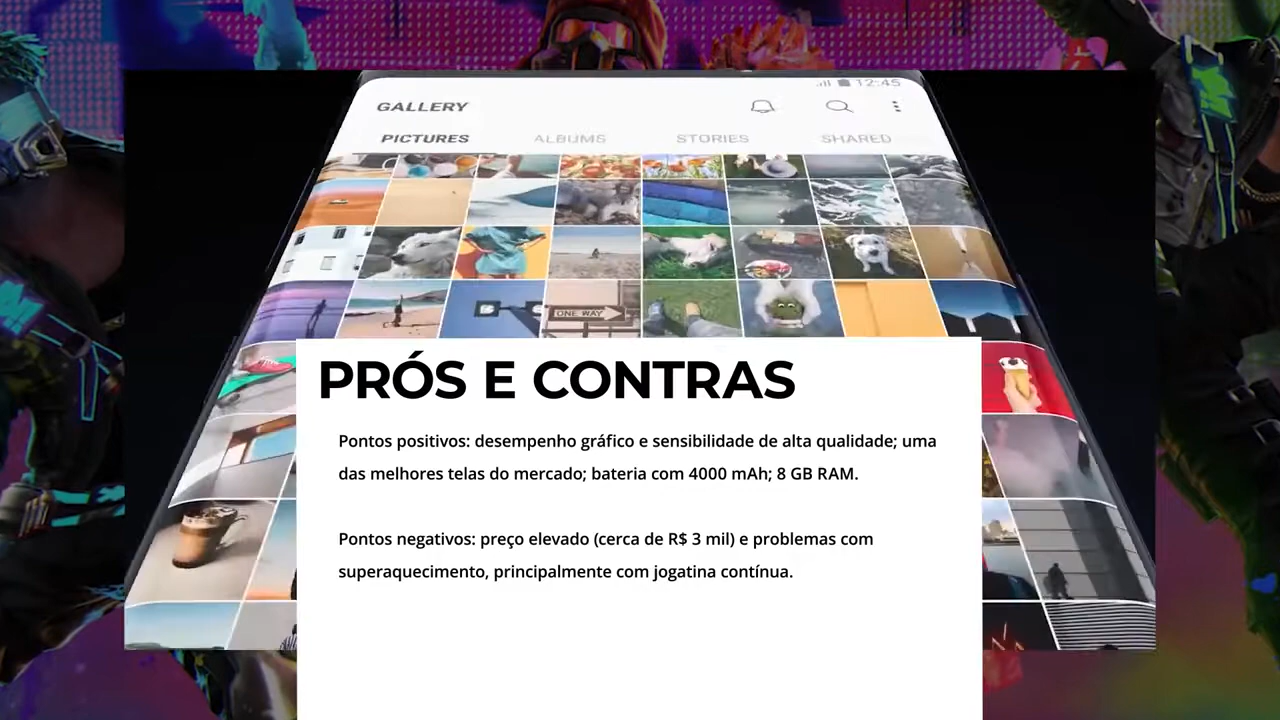 12:45
GALLERY
PICTURES ALBUMS STORIES SHARED
ONE WAY
PRÓS E CONTRAS
Pontos positivos: desempenho gráfico e sensibilidade de alta qualidade; uma
das melhores telas do mercado; bateria com 4000 mAh; 8 GB RAM.
Pontos negativos: preço elevado (cerca de R$ 3 mil) e problemas com
superaquecimento, principalmente com jogatina contínua.